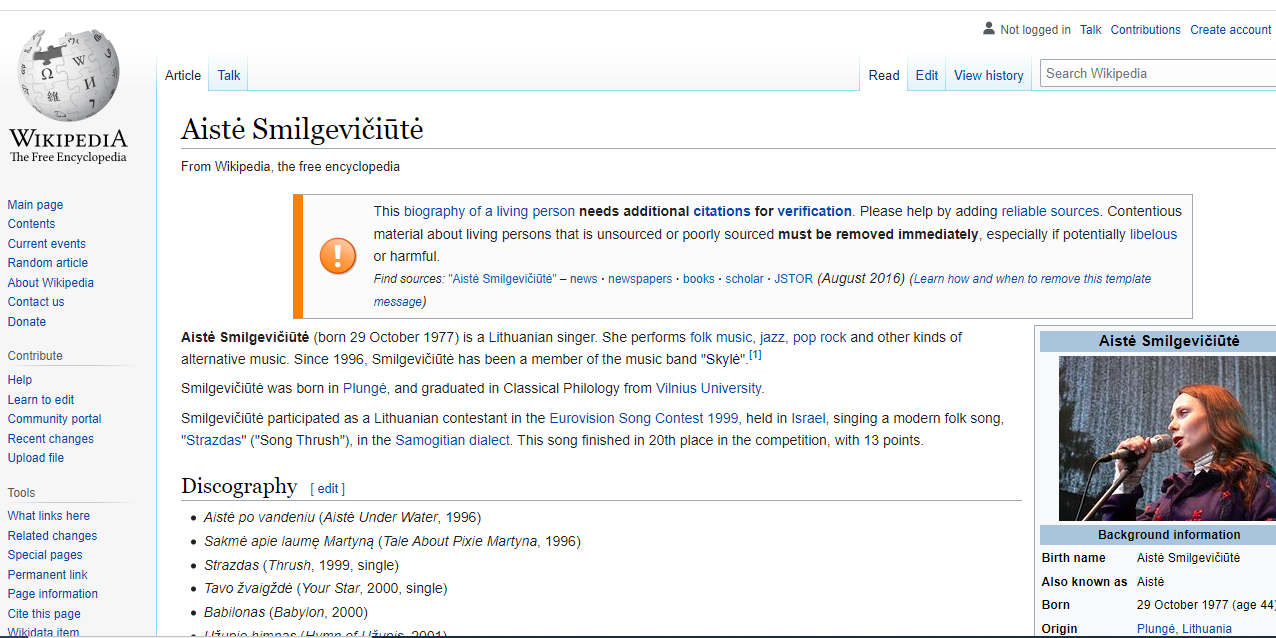 Not logged in Talk Contributions Create account
Article Talk
Read Edit View history
Search Wikipedia
WIKIPEDIA
The Free Encyclopedia
Main page
Contents
Current events
Random article
About Wikipedia
Contact us
Donate
Contribute
Help
Learn to edit
Community portal
Recent changes
Upload file
Tools
What links here
Related changes
Special pages
Permanent link
Page information
Cite this page
Wikidata item
Aistė Smilgevičiūtė
From Wikipedia, the free encyclopedia
This biography of a living person needs additional citations for verification. Please help by adding reliable sources. Contentious
material about living persons that is unsourced or poorly sourced must be removed immediately, especially if potentially libelous
or harmful.
Find sources: "Aistė Smilgevičiūtė" – news · newspapers · books · scholar · JSTOR (August 2016) (Learn how and when to remove this template
message)
Aistė Smilgevičiūtė (born 29 October 1977) is a Lithuanian singer. She performs folk music, jazz, pop rock and other kinds of
alternative music. Since 1996, Smilgevičiūtė has been a member of the music band "Skylė".[1]
Smilgevičiūtė was born in Plungė, and graduated in Classical Philology from Vilnius University.
Smilgevičiūtė participated as a Lithuanian contestant in the Eurovision Song Contest 1999, held in Israel, singing a modern folk song,
"Strazdas" ("Song Thrush"), in the Samogitian dialect. This song finished in 20th place in the competition, with 13 points.
Discography [ edit ]
• Aistė po vandeniu (Aistė Under Water, 1996)
• Sakmė apie laumę Martyną (Tale About Pixie Martyna, 1996)
• Strazdas (Thrush, 1999, single)
• Tavo žvaigždė (Your Star, 2000, single)
• Babilonas (Babylon, 2000)
• Užupio himnas (Hymn of Užupis, 2001)
Aistė Smilgevičiūtė
Background information
Birth name Aistė Smilgevičiūtė
Also known as Aistė
Born 29 October 1977 (age 44)
Origin Plungė, Lithuania